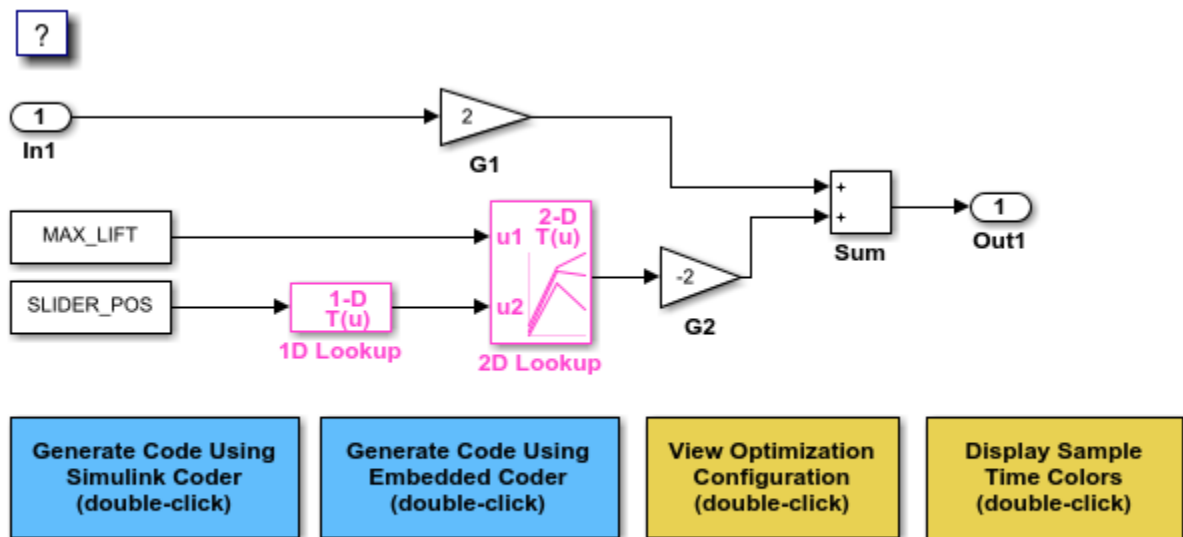 ?
1
In1
2
G1
MAX_LIFT
SLIDER_POS
1-D
T(u)
1D Lookup
u1
2-D
T(u)
u2
2D Lookup
-2
G2
+
+
Sum
1
Out1
Generate Code Using
Simulink Coder
(double-click)
Generate Code Using
Embedded Coder
(double-click)
View Optimization
Configuration
(double-click)
Display Sample
Time Colors
(double-click)